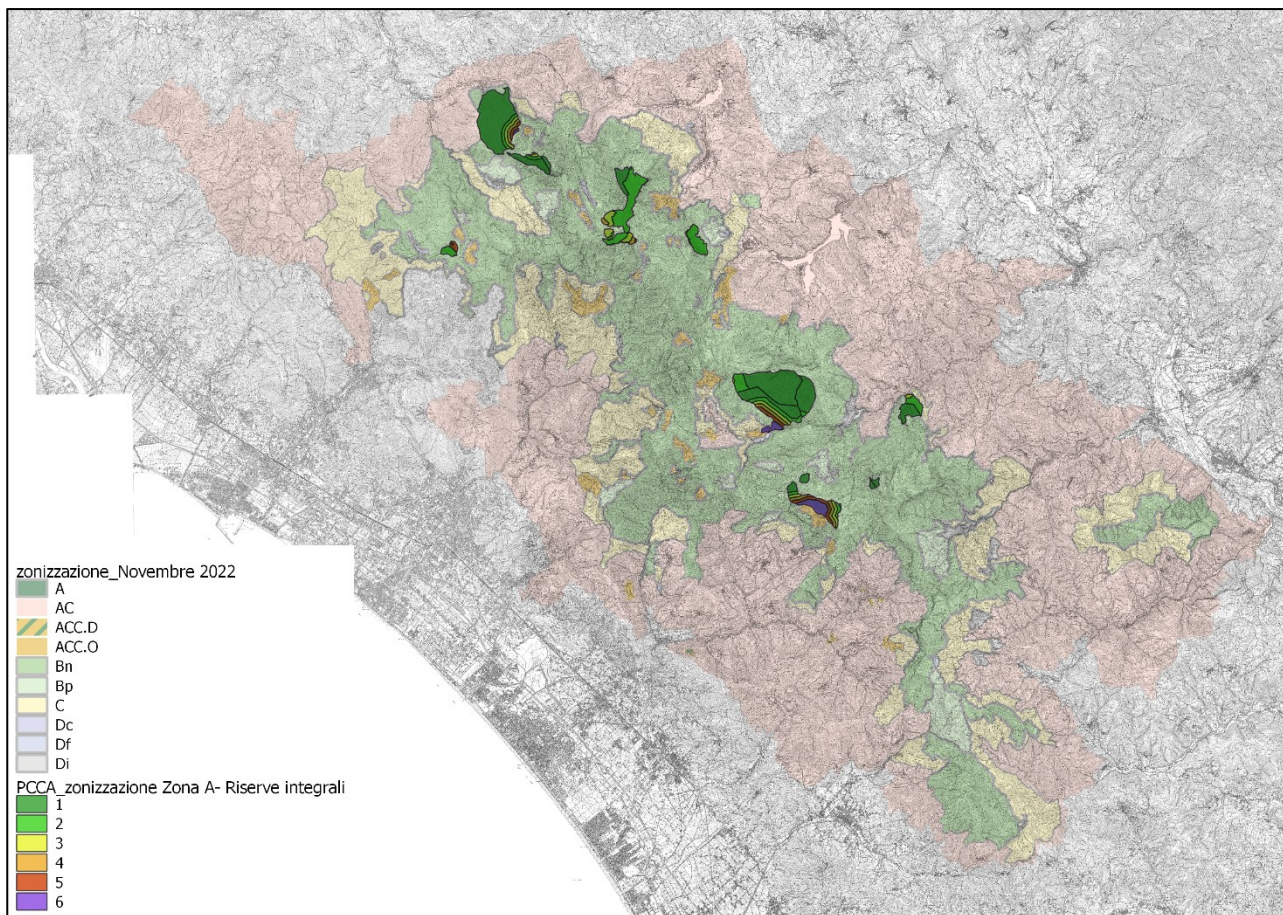 zonizzazione_Novembre 2022
A
AC
ACC.D
ACC.O
Bn
Bp
C
Dc
Df
Di
PCCA_zonizzazione Zona A- Riserve integrali
1
2
3
4
5
6